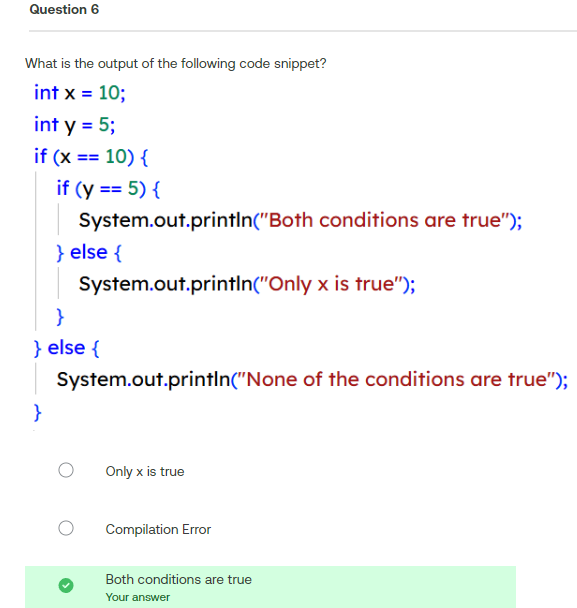 Question 6
What is the output of the following code snippet?
int x = 10;
int y = 5;
if (x == 10) {
if (y == 5) {
System.out.println("Both conditions are true");
} else {
System.out.println("Only x is true");
}
} else {
System.out.println("None of the conditions are true");
}
Only x is true
Compilation Error
Both conditions are true
Your answer